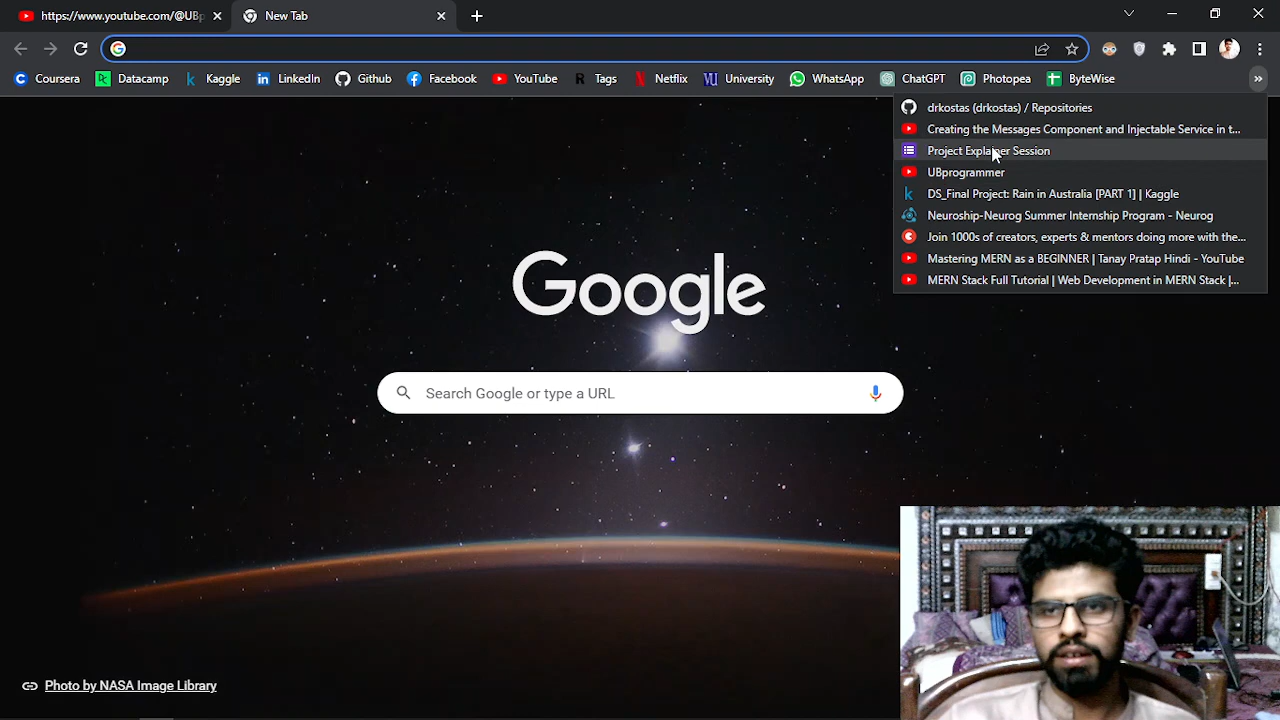 https://www.youtube.com/@UBp
New Tab
Coursera
Datacamp
Kaggle
LinkedIn
Github
Facebook
YouTube
Tags
Netflix
University
WhatsApp
ChatGPT
Photopea
ByteWise
drkostas (drkostas) / Repositories
Creating the Messages Component and Injectable Service in t...
Project Explainer Session
UBprogrammer
DS_Final Project: Rain in Australia [PART 1] | Kaggle
Neuroship-Neurog Summer Internship Program - Neurog
Join 1000s of creators, experts & mentors doing more with the...
Mastering MERN as a BEGINNER | Tanay Pratap Hindi - YouTube
MERN Stack Full Tutorial | Web Development in MERN Stack |...
Google
Search Google or type a URL
Photo by NASA Image Library